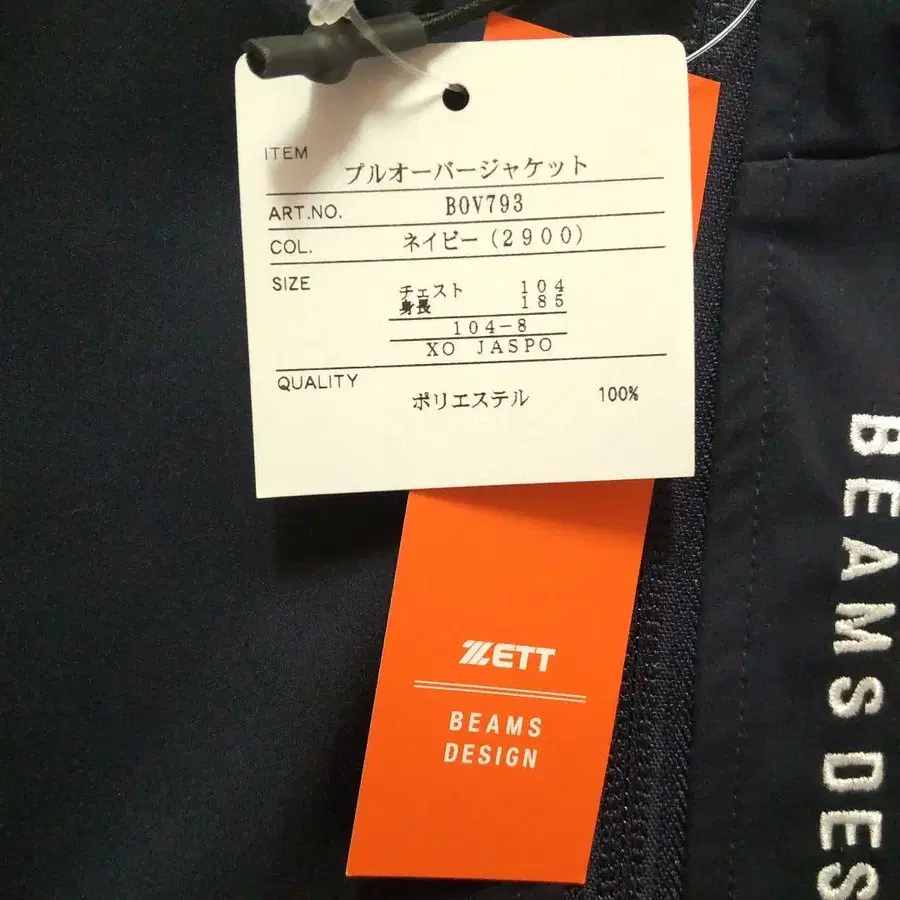 ITEM プルオーバージャケット
ART.NO. BOV793
COL. ネイビー(2900)
SIZE チェスト 104
身長 185
104-8
XO JASPO
QUALITY ポリエステル 100%
ZETT
BEAMS
DESIGN
BEAMS DES